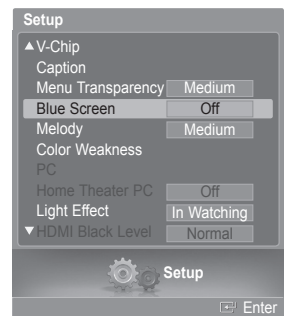 Setup
▲ V-Chip
Caption
Menu Transparency Medium
Blue Screen Off
Melody Medium
Color Weakness
PC
Home Theater PC Off
Light Effect In Watching
▼ HDMI Black Level Normal
Setup
Enter